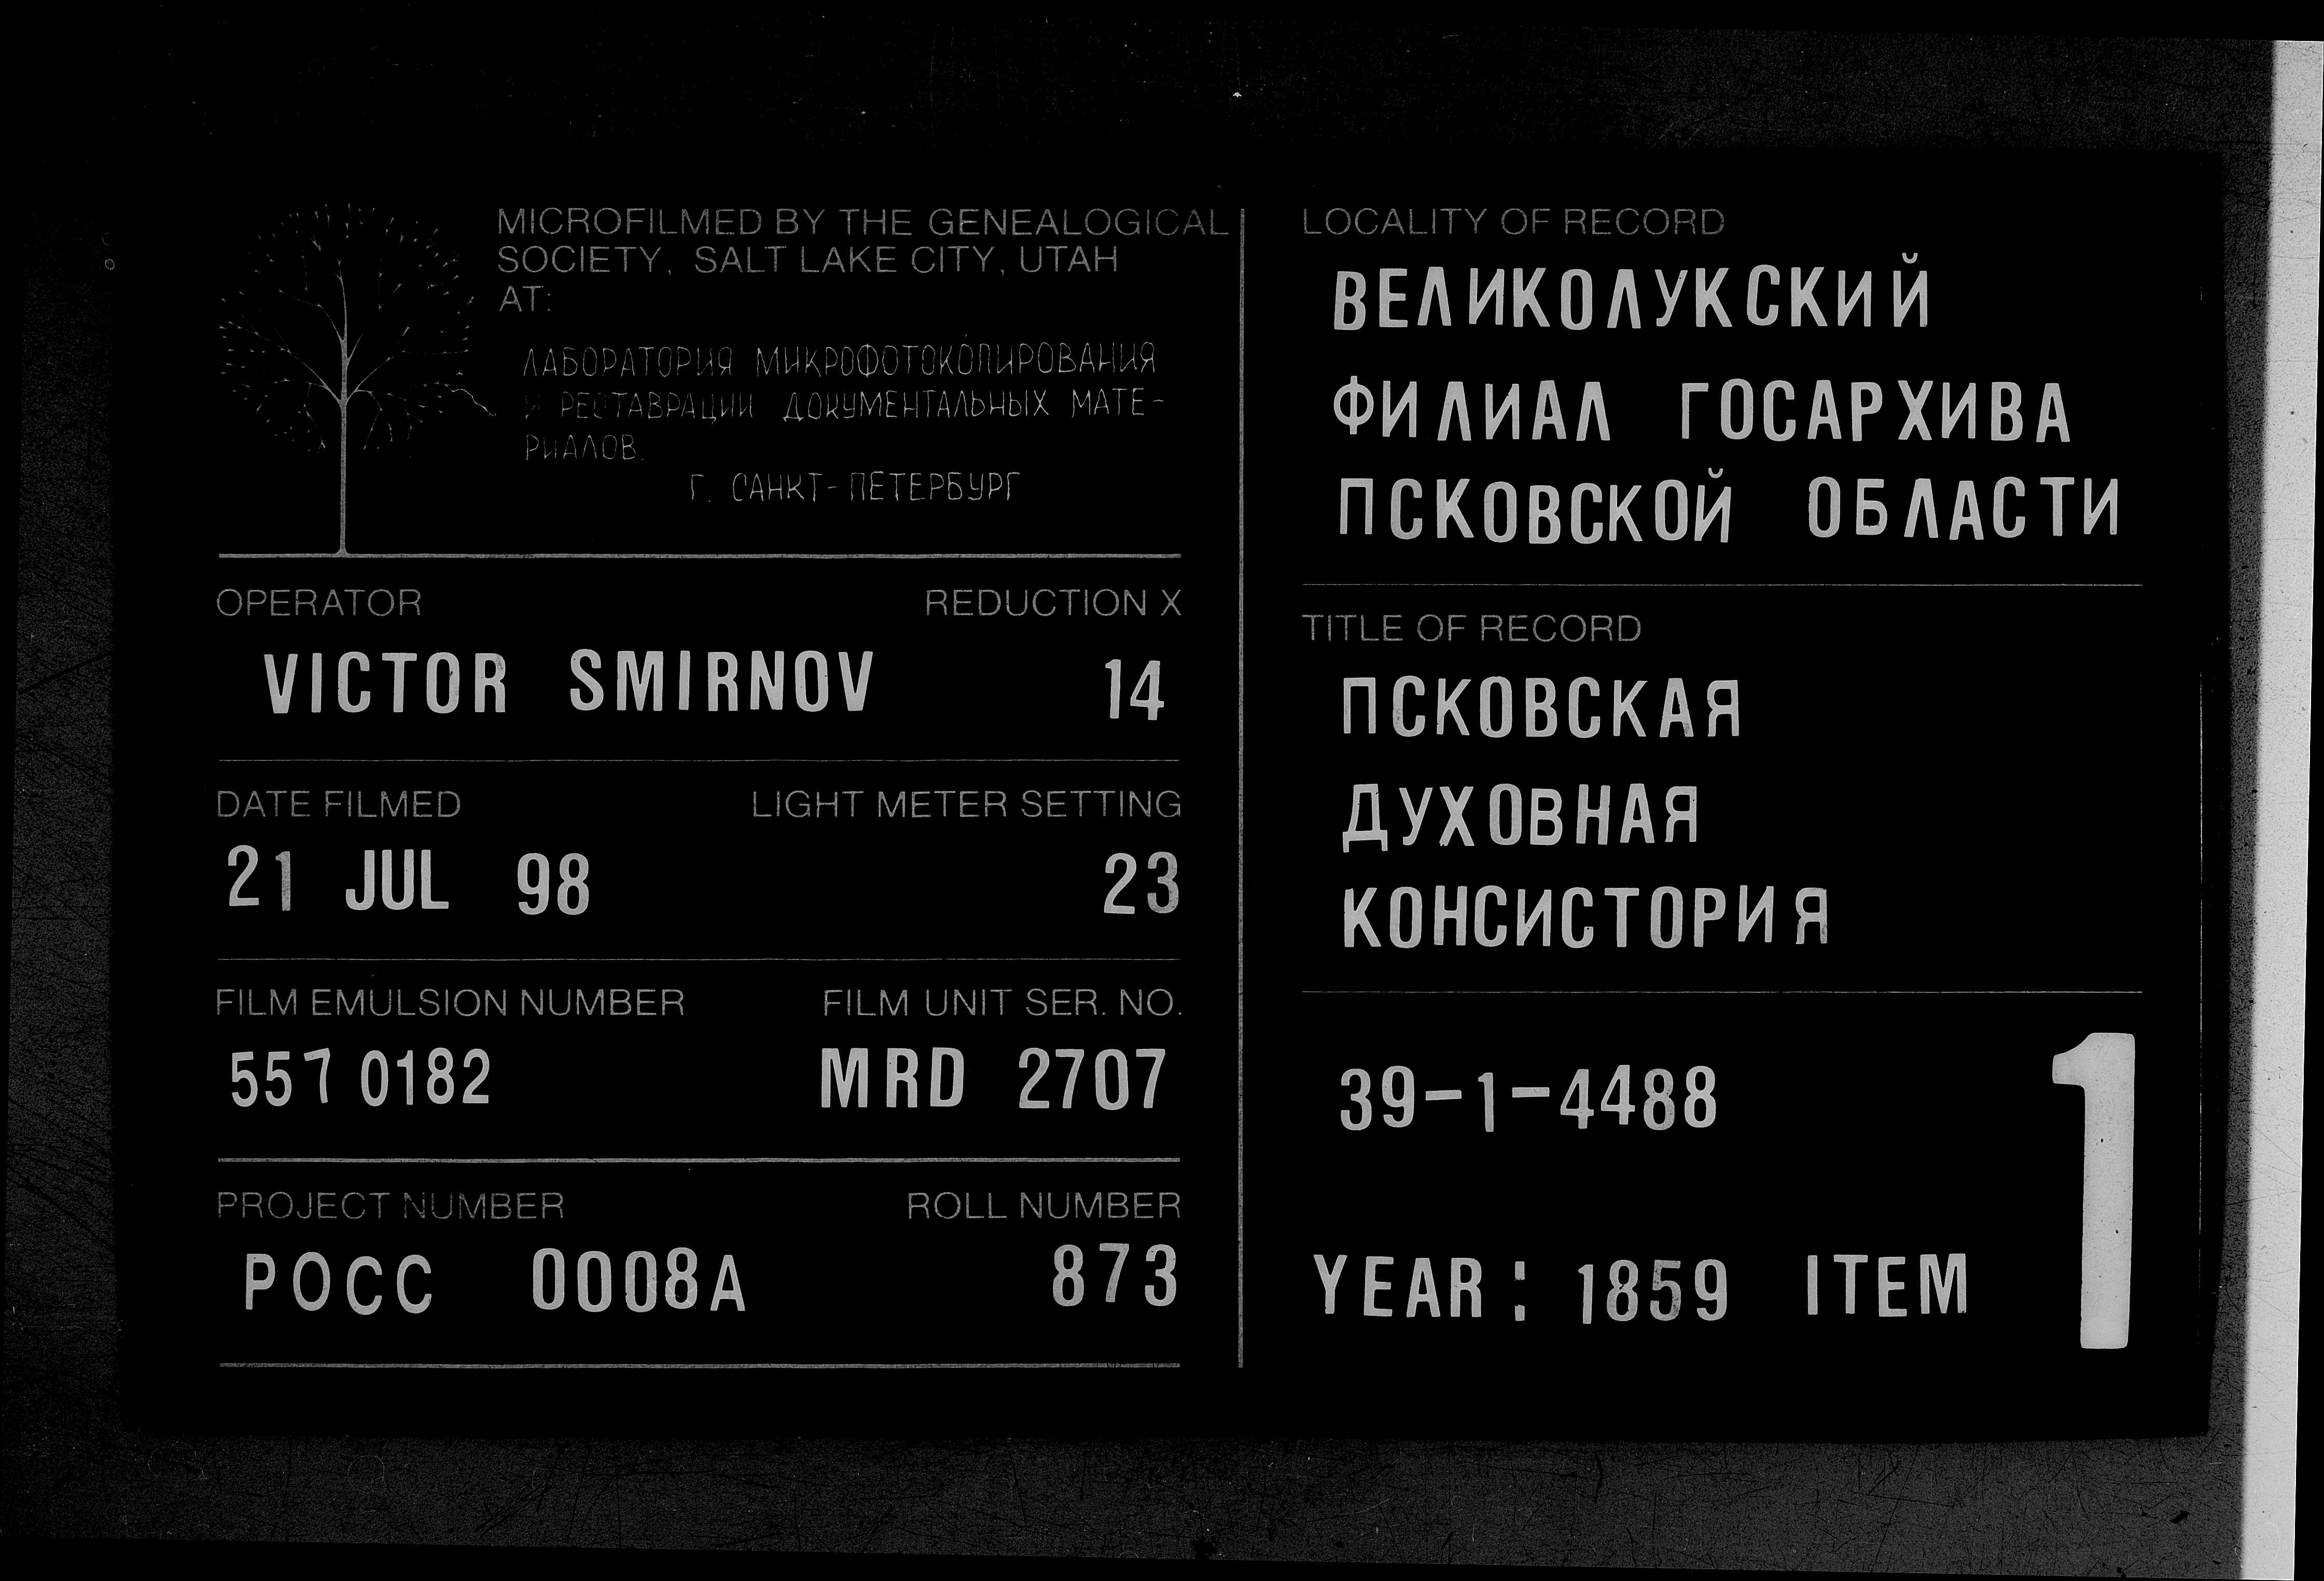 MICROFILMED BY THE GENEALOGICAL
SOCIETY, SALT LAKE CITY, UTAH
AT:
ЛАБОРАТОРИЯ МИКРОФОТОКОПИРОВАНИЯ
И РЕСТАВРАЦИИ ДОКУМЕНТАЛЬНЫХ МАТЕ-
РИАЛОВ.
Г. САНКТ-ПЕТЕРБУРГ
OPERATOR REDUCTION X
VICTOR SMIRNOV 14
DATE FILMED LIGHT METER SETTING
21 JUL 98 23
FILM EMULSION NUMBER FILM UNIT SER. NO.
557 0182 MRD 2707
PROJECT NUMBER ROLL NUMBER
РОСС 0008A 873
LOCALITY OF RECORD
ВЕЛИКОЛУКСКИЙ
ФИЛИАЛ ГОСАРХИВА
ПСКОВСКОЙ ОБЛАСТИ
TITLE OF RECORD
ПСКОВСКАЯ
ДУХОВНАЯ
КОНСИСТОРИЯ
39-1-4488
YEAR: 1859 ITEM 1